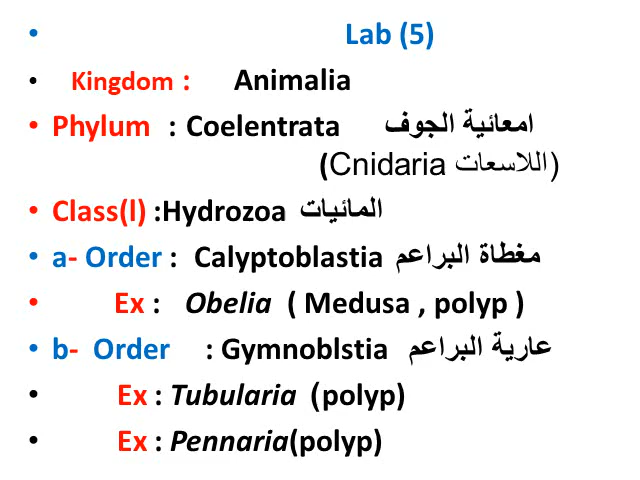 • Lab (5)
• Kingdom : Animalia
• Phylum : Coelentrata امعائية الجوف
(Cnidaria اللاسعات)
• Class(l) :Hydrozoa المائيات
• a- Order : Calyptoblastia مغطاة البراعم
• Ex : Obelia ( Medusa , polyp )
• b- Order : Gymnoblstia عارية البراعم
• Ex : Tubularia (polyp)
• Ex : Pennaria(polyp)